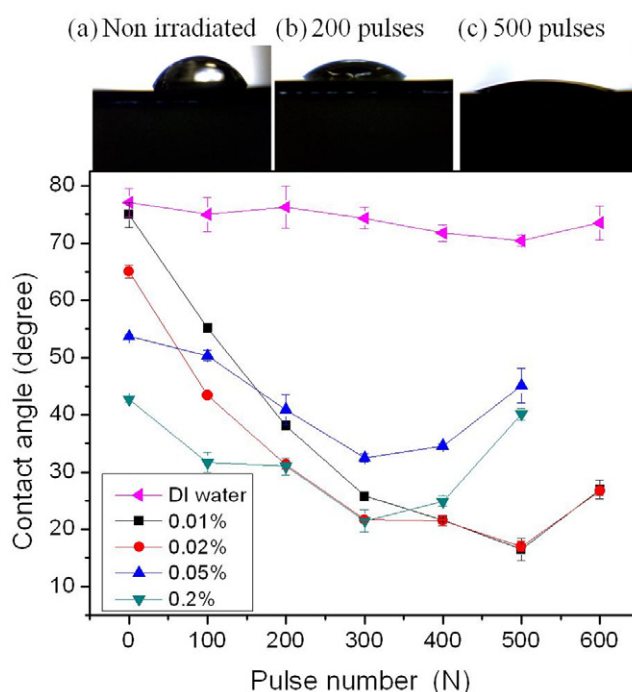 (a) Non irradiated (b) 200 pulses (c) 500 pulses
80
70
60
50
40
30
20
10
Contact angle (degree)
DI water
0.01%
0.02%
0.05%
0.2%
0 100 200 300 400 500 600
Pulse number (N)